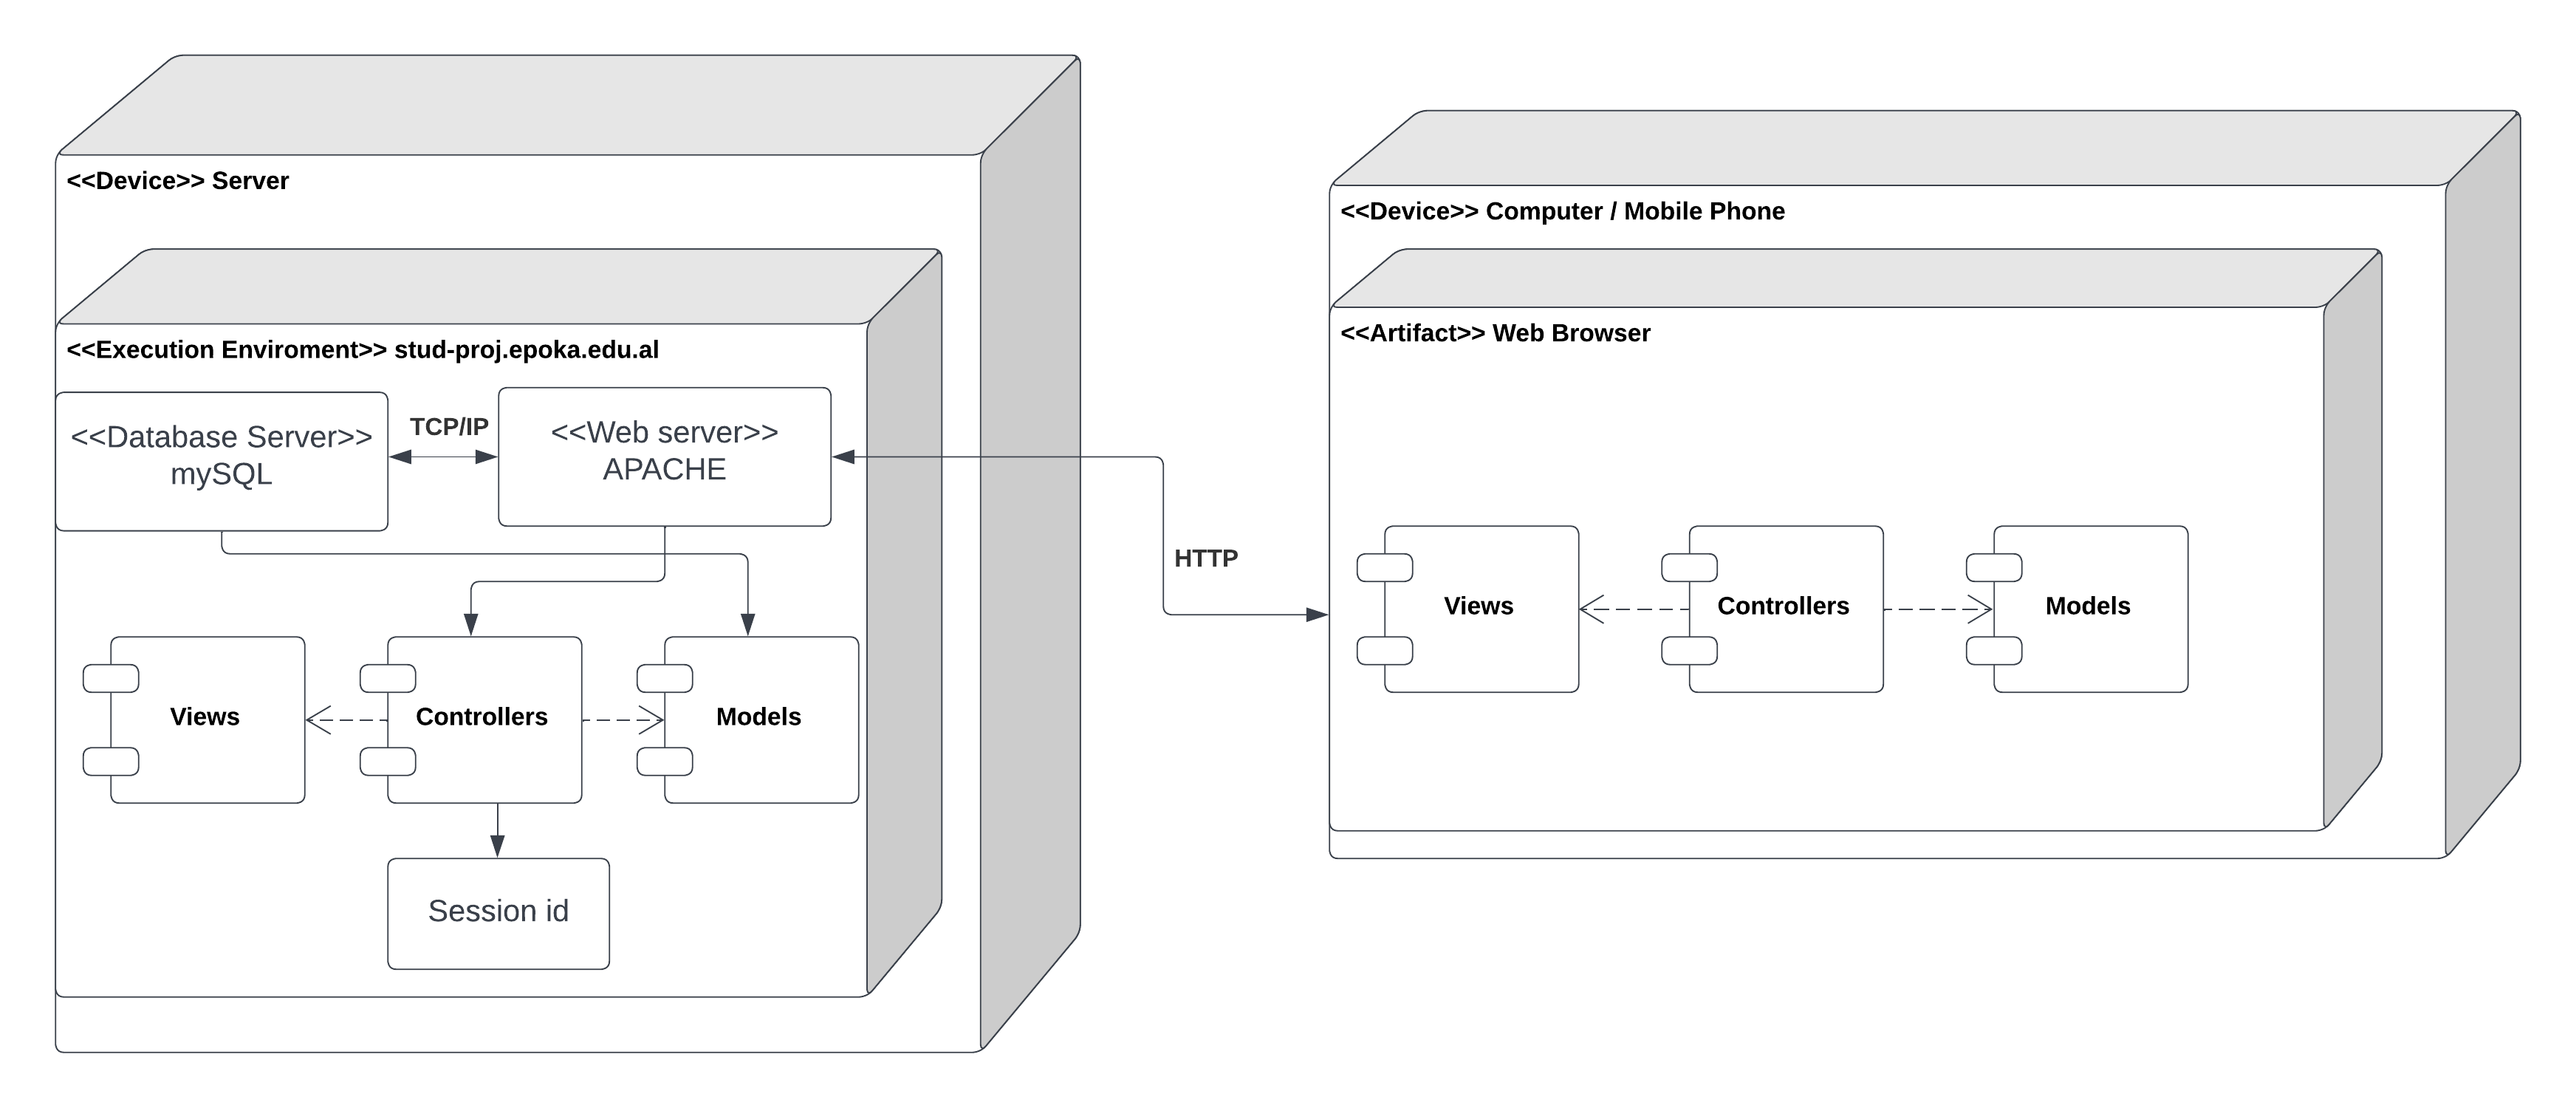 <<Device>> Server
<<Execution Enviroment>> stud-proj.epoka.edu.al
<<Database Server>>
mySQL
TCP/IP
<<Web server>>
APACHE
Views
Controllers
Models
Session id
HTTP
<<Device>> Computer / Mobile Phone
<<Artifact>> Web Browser
Views
Controllers
Models